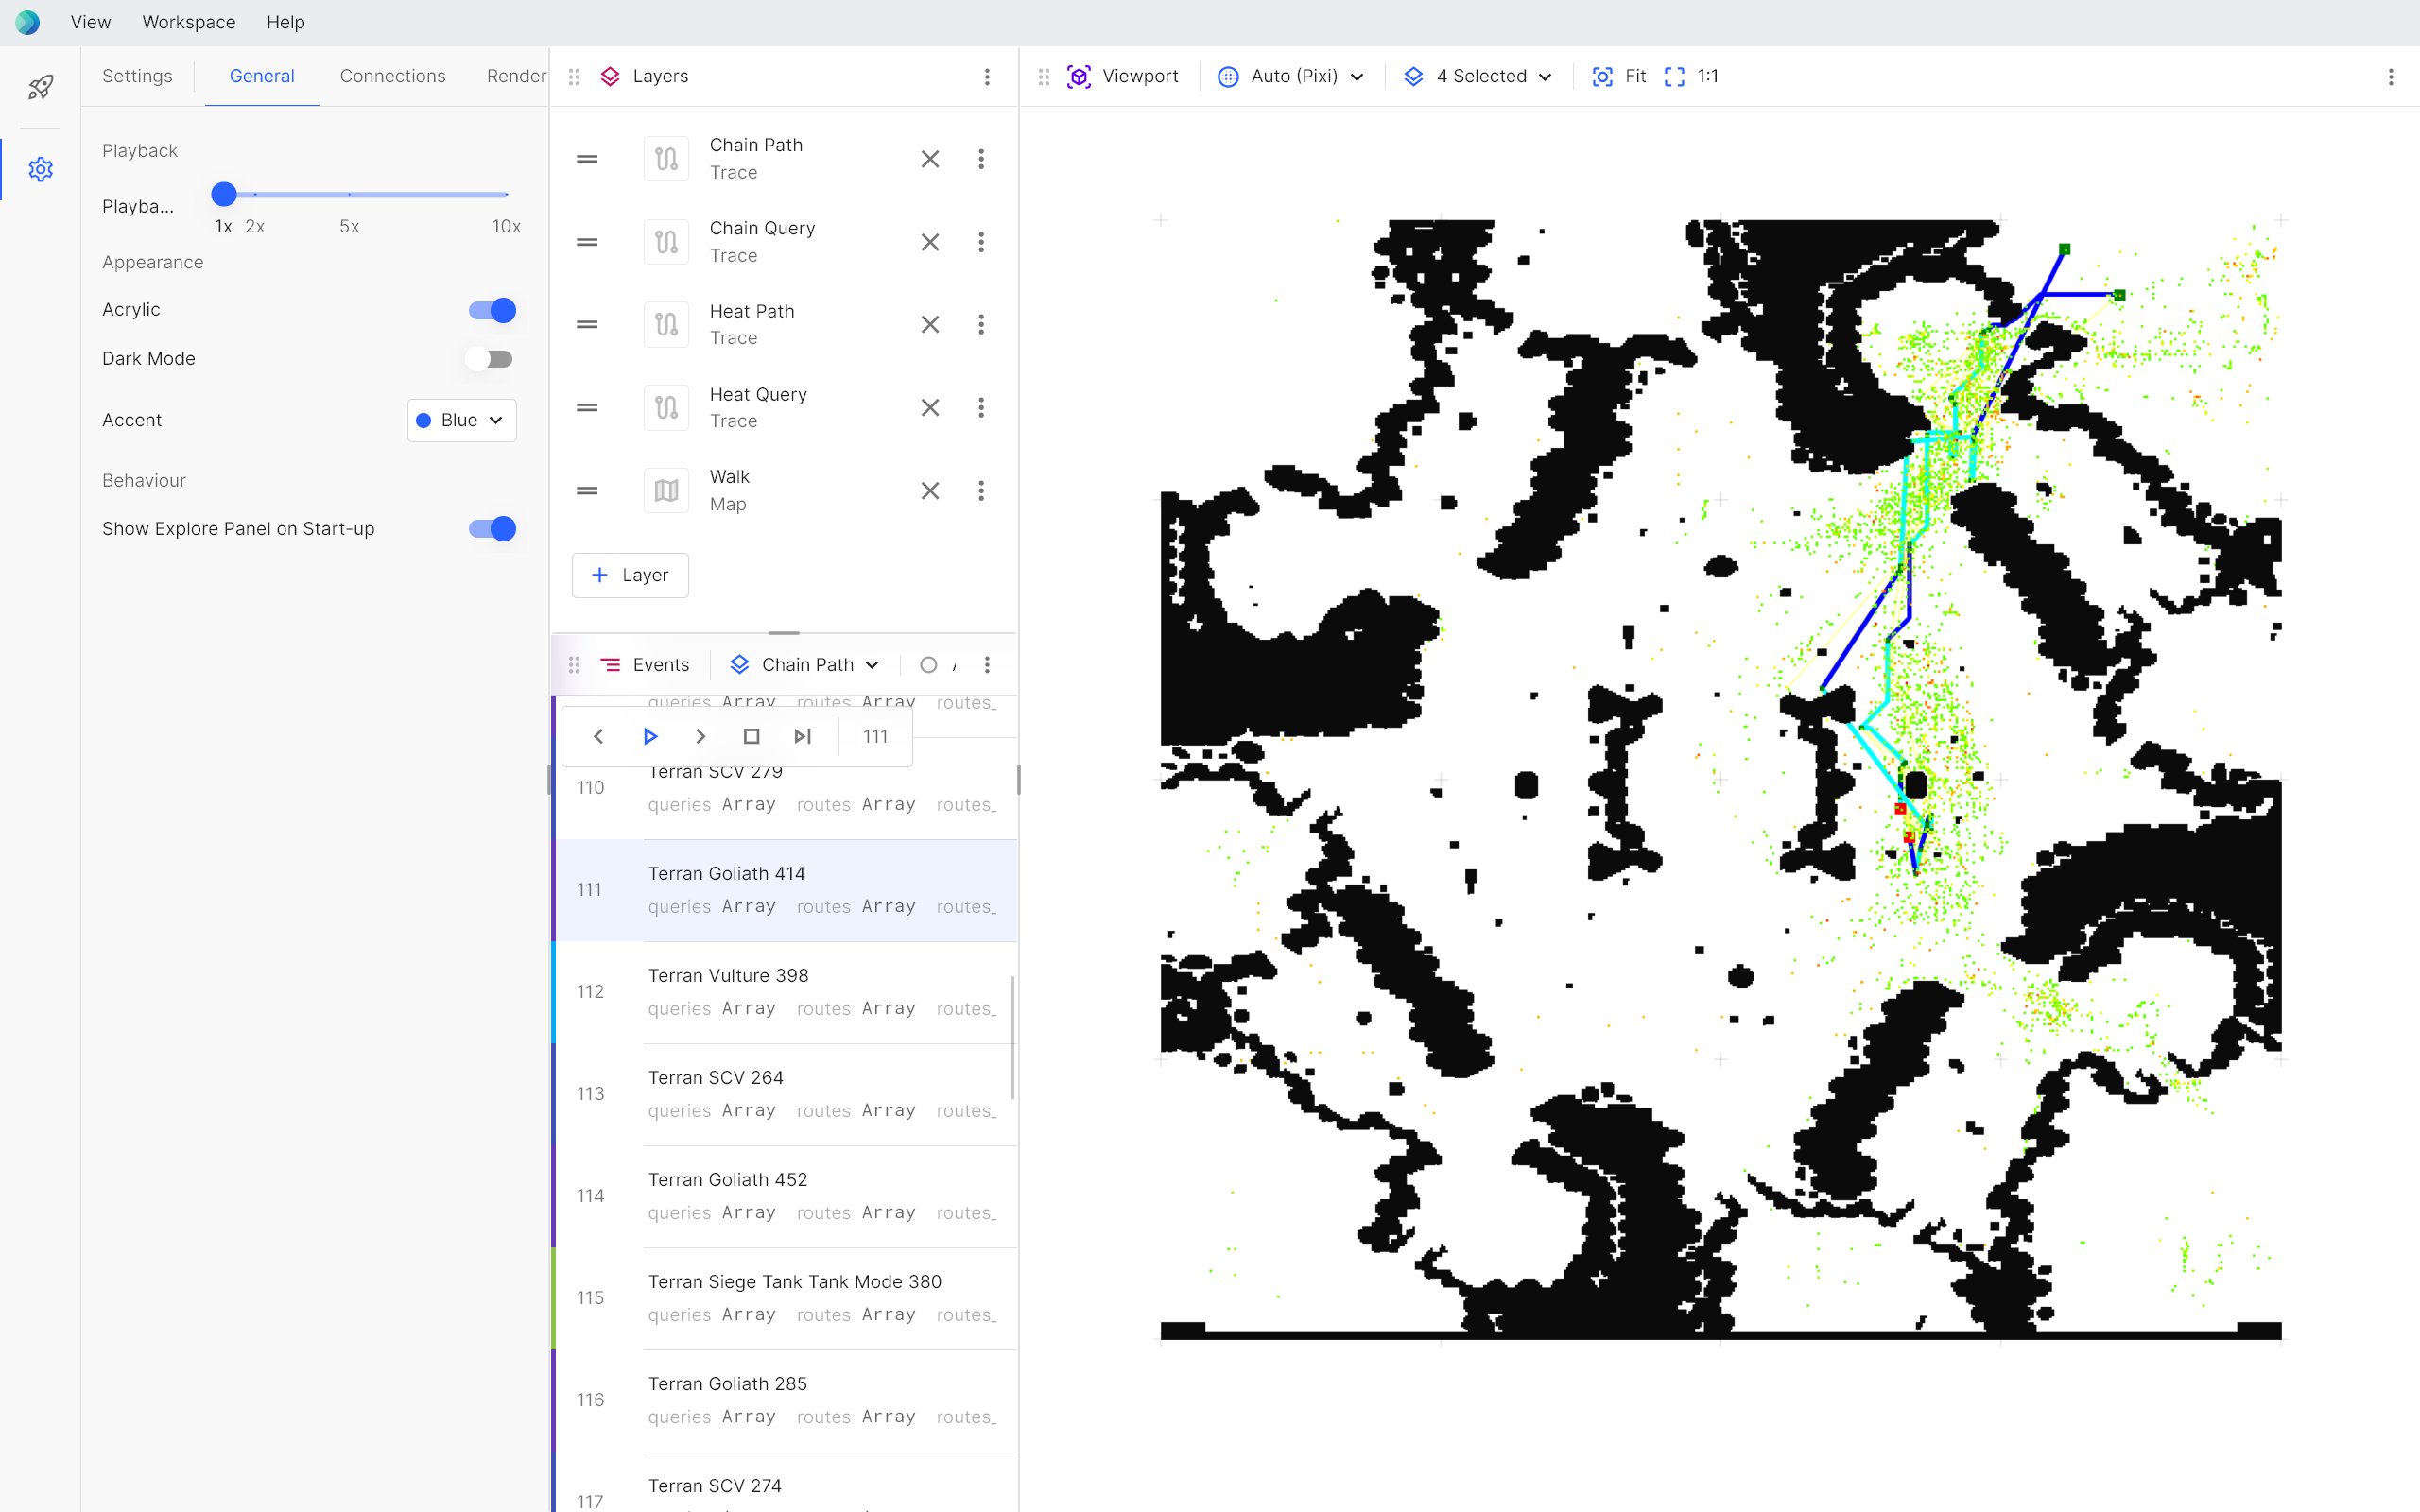 View Workspace Help
Settings General Connections Render
Playback
Playba...
1x 2x 5x 10x
Appearance
Acrylic
Dark Mode
Accent Blue
Behaviour
Show Explore Panel on Start-up
Layers
Chain Path
Trace
Chain Query
Trace
Heat Path
Trace
Heat Query
Trace
Walk
Map
Layer
Events Chain Path
queries Array routes Array routes_
111
110 Terran SCV 279
queries Array routes Array routes_
111 Terran Goliath 414
queries Array routes Array routes_
112 Terran Vulture 398
queries Array routes Array routes_
113 Terran SCV 264
queries Array routes Array routes_
114 Terran Goliath 452
queries Array routes Array routes_
115 Terran Siege Tank Tank Mode 380
queries Array routes Array routes_
116 Terran Goliath 285
queries Array routes Array routes_
117 Terran SCV 274
Viewport Auto (Pixi) 4 Selected Fit 1:1